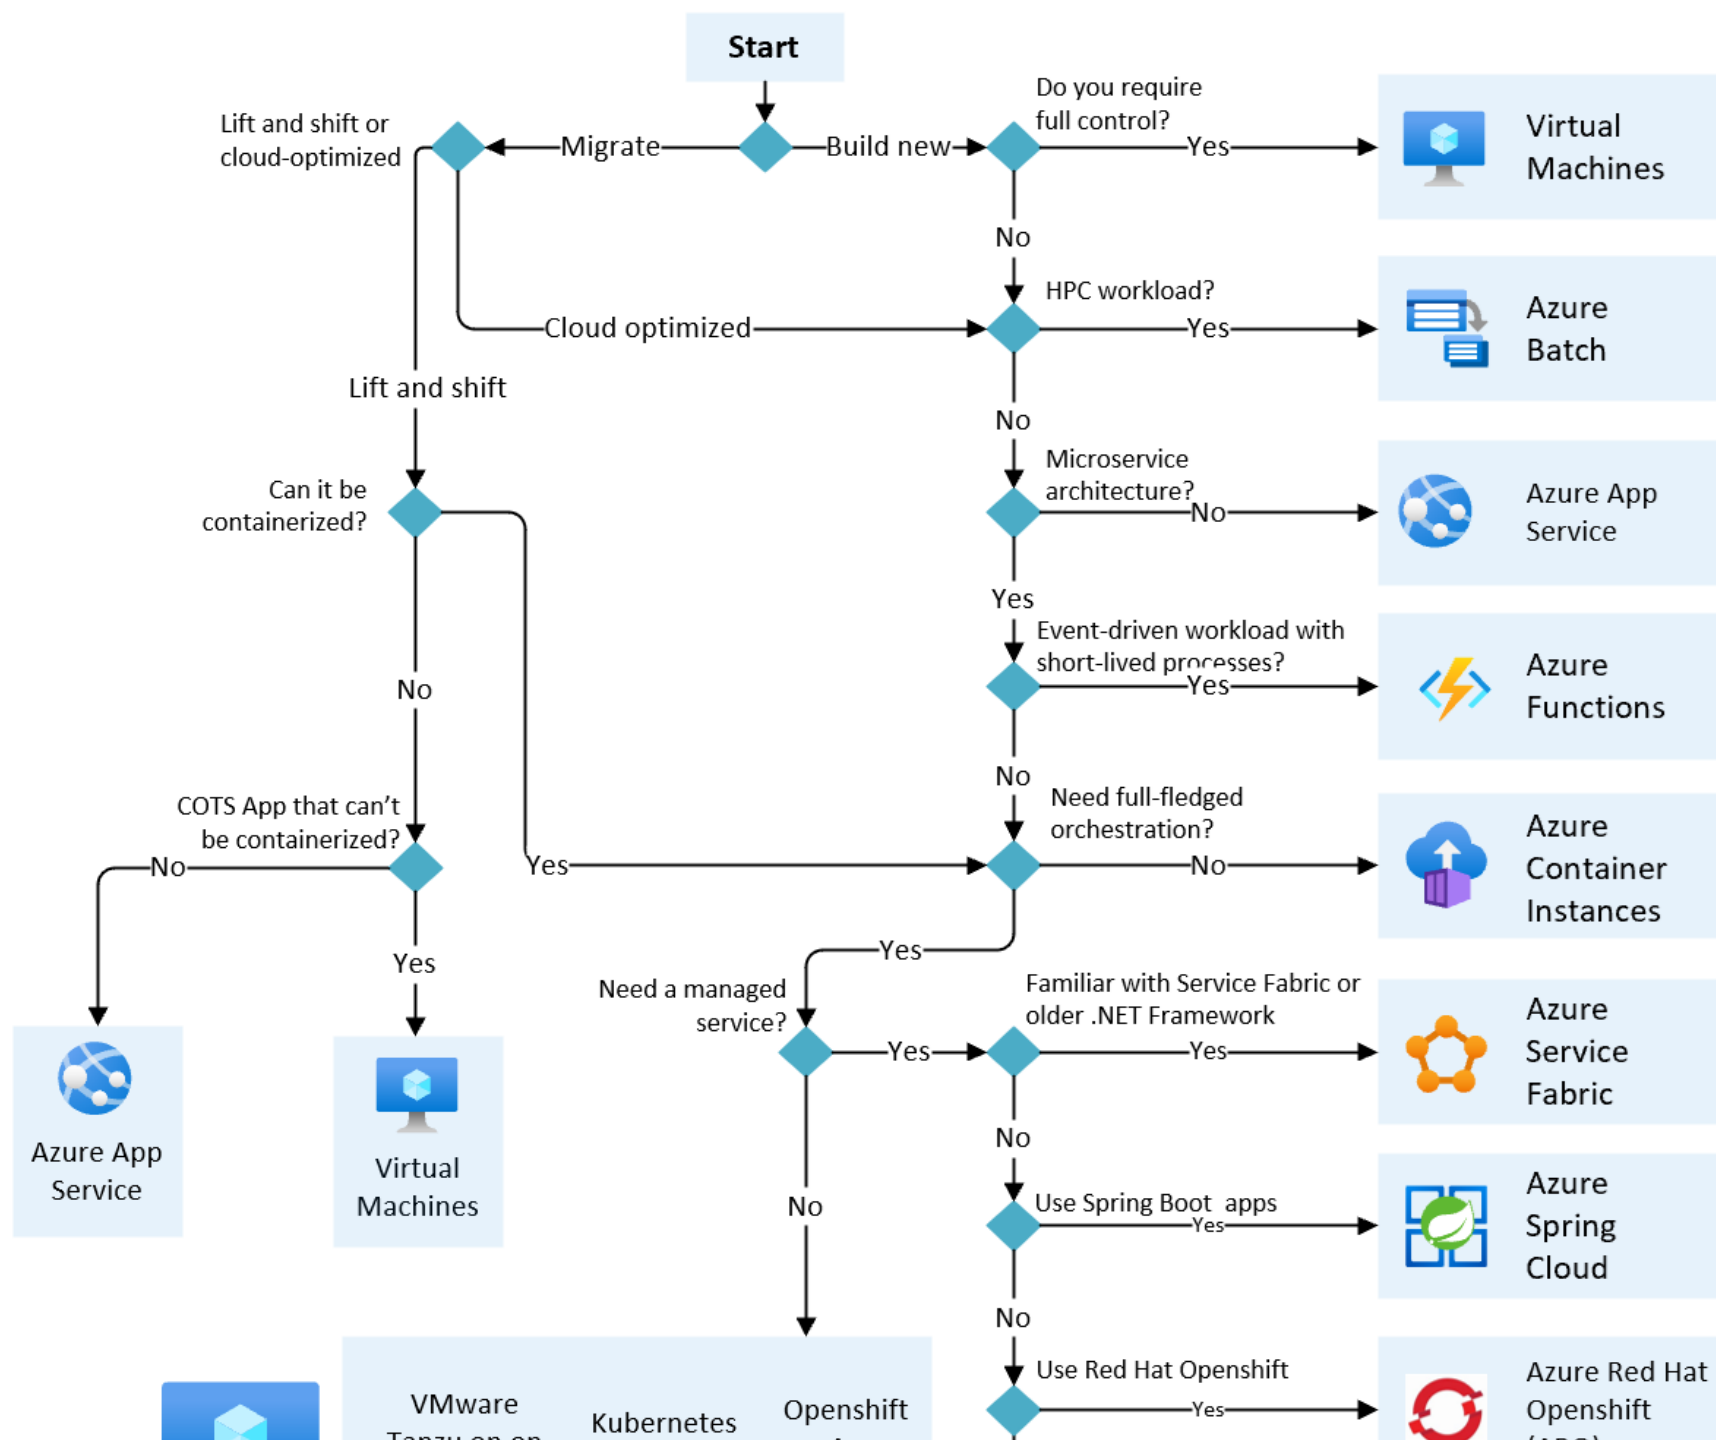 Start
Do you require
full control?
Lift and shift or
cloud-optimized
Migrate
Build new
Yes
Virtual
Machines
No
HPC workload?
Cloud optimized
Yes
Azure
Batch
Lift and shift
No
Microservice
architecture?
No
Azure App
Service
Can it be
containerized?
Yes
Event-driven workload with
short-lived processes?
Yes
Azure
Functions
No
No
Need full-fledged
orchestration?
COTS App that can’t
be containerized?
No
Yes
No
Azure
Container
Instances
Yes
Yes
Need a managed
service?
Familiar with Service Fabric or
older .NET Framework
Yes
Yes
Azure
Service
Fabric
Azure App
Service
Virtual
Machines
No
No
Use Spring Boot apps
Yes
Azure
Spring
Cloud
No
Use Red Hat Openshift
Yes
Azure Red Hat
Openshift
VMware
Kubernetes
Openshift